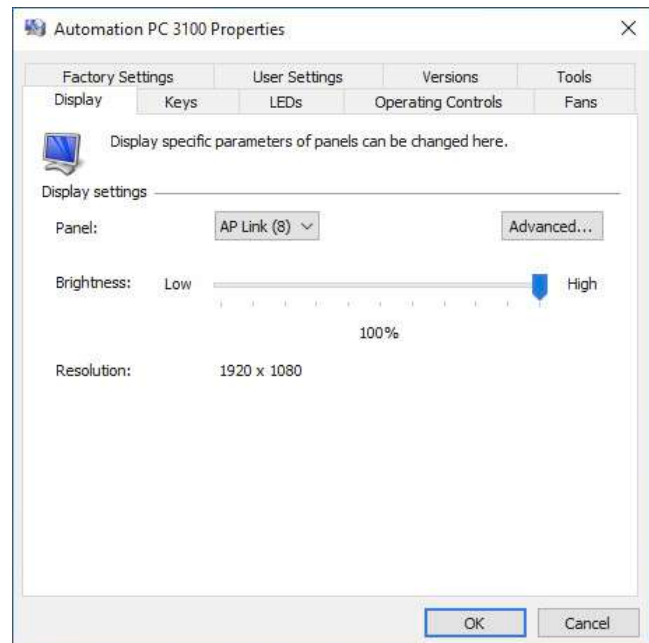 Automation PC 3100 Properties
Factory Settings User Settings Versions Tools
Display Keys LEDs Operating Controls Fans
Display specific parameters of panels can be changed here.
Display settings
Panel: AP Link (8) Advanced...
Brightness: Low High
100%
Resolution: 1920 x 1080
OK Cancel